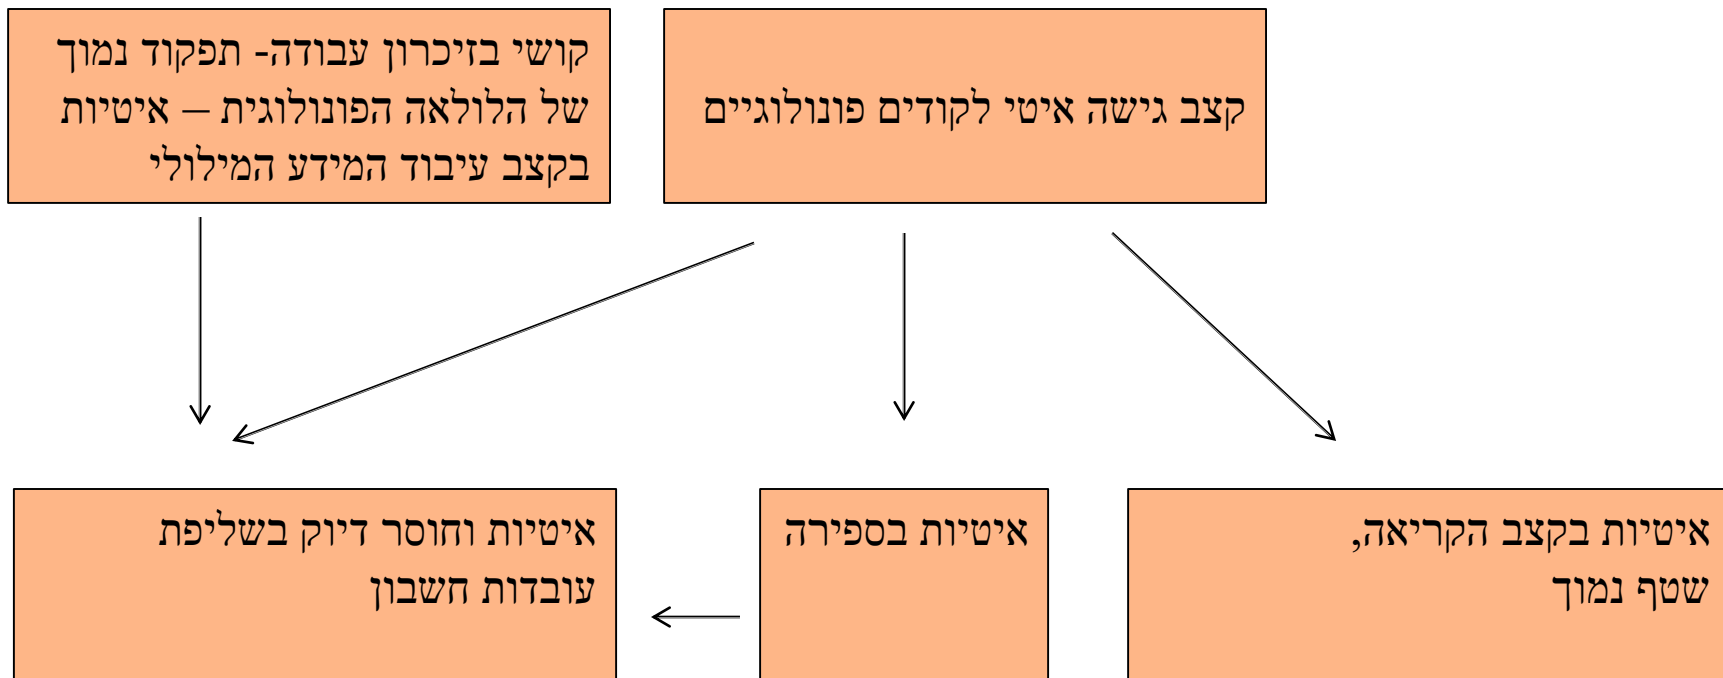 קצב גישה איטי לקודים פונולוגיים
קושי בזיכרון עבודה- תפקוד נמוך
של הלולאה הפונולוגית – איטיות
בקצב עיבוד המידע המילולי
איטיות בקצב הקריאה,
שטף נמוך
איטיות בספירה
איטיות וחוסר דיוק בשליפת
עובדות חשבון